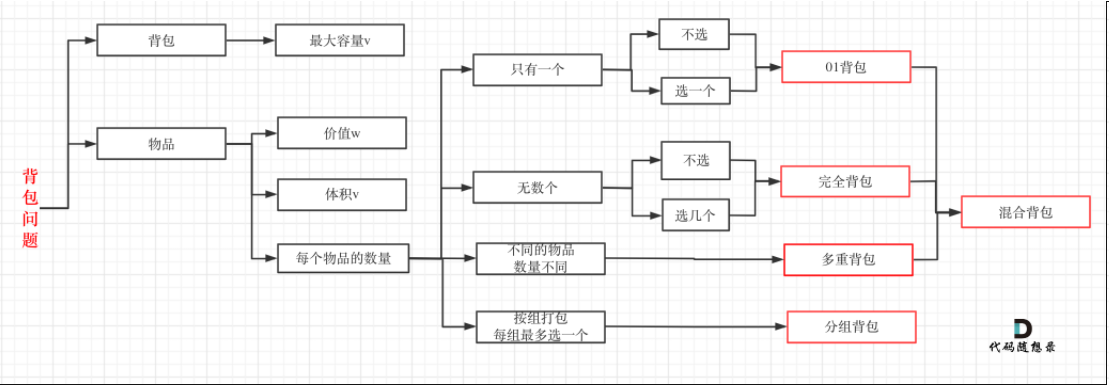 背包问题
背包
最大容量v
物品
价值w
体积v
每个物品的数量
只有一个
不选
选一个
01背包
无数个
不选
选几个
完全背包
不同的物品
数量不同
多重背包
按组打包
每组最多选一个
分组背包
混合背包
代码随想录